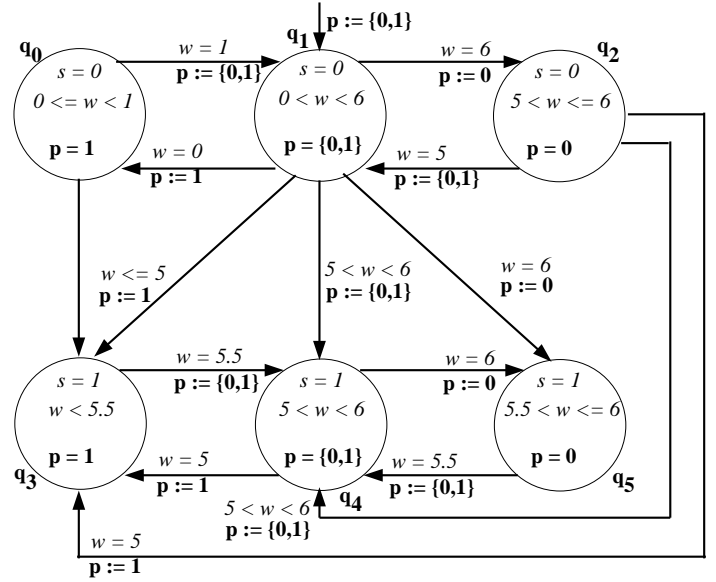 p := {0,1}
q0
w = 1
p := {0,1}
q1
w = 6
p := 0
q2
s = 0
0 <= w < 1
p = 1
s = 0
0 < w < 6
p = {0,1}
s = 0
5 < w <= 6
p = 0
w = 0
p := 1
w = 5
p := {0,1}
w <= 5
p := 1
5 < w < 6
p := {0,1}
w = 6
p := 0
s = 1
w < 5.5
p = 1
q3
w = 5.5
p := {0,1}
s = 1
5 < w < 6
p = {0,1}
q4
w = 6
p := 0
s = 1
5.5 < w <= 6
p = 0
q5
w = 5
p := 1
w = 5.5
p := {0,1}
5 < w < 6
p := {0,1}
w = 5
p := 1